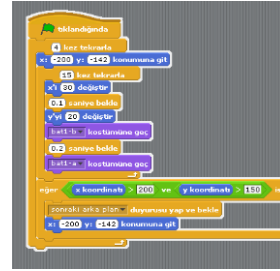 tıklandığında
4 kez tekrarla
x: -200 y: -142 konumuna git
15 kez tekrarla
x'i 30 değiştir
0.1 saniye bekle
y'yi 20 değiştir
bat1-b kostümüne geç
0.2 saniye bekle
bat1-a kostümüne geç
eğer x koordinatı > 200 ve y koordinatı > 150
sonraki arka plan duyurusu yap ve bekle
x: -200 y: -142 konumuna git